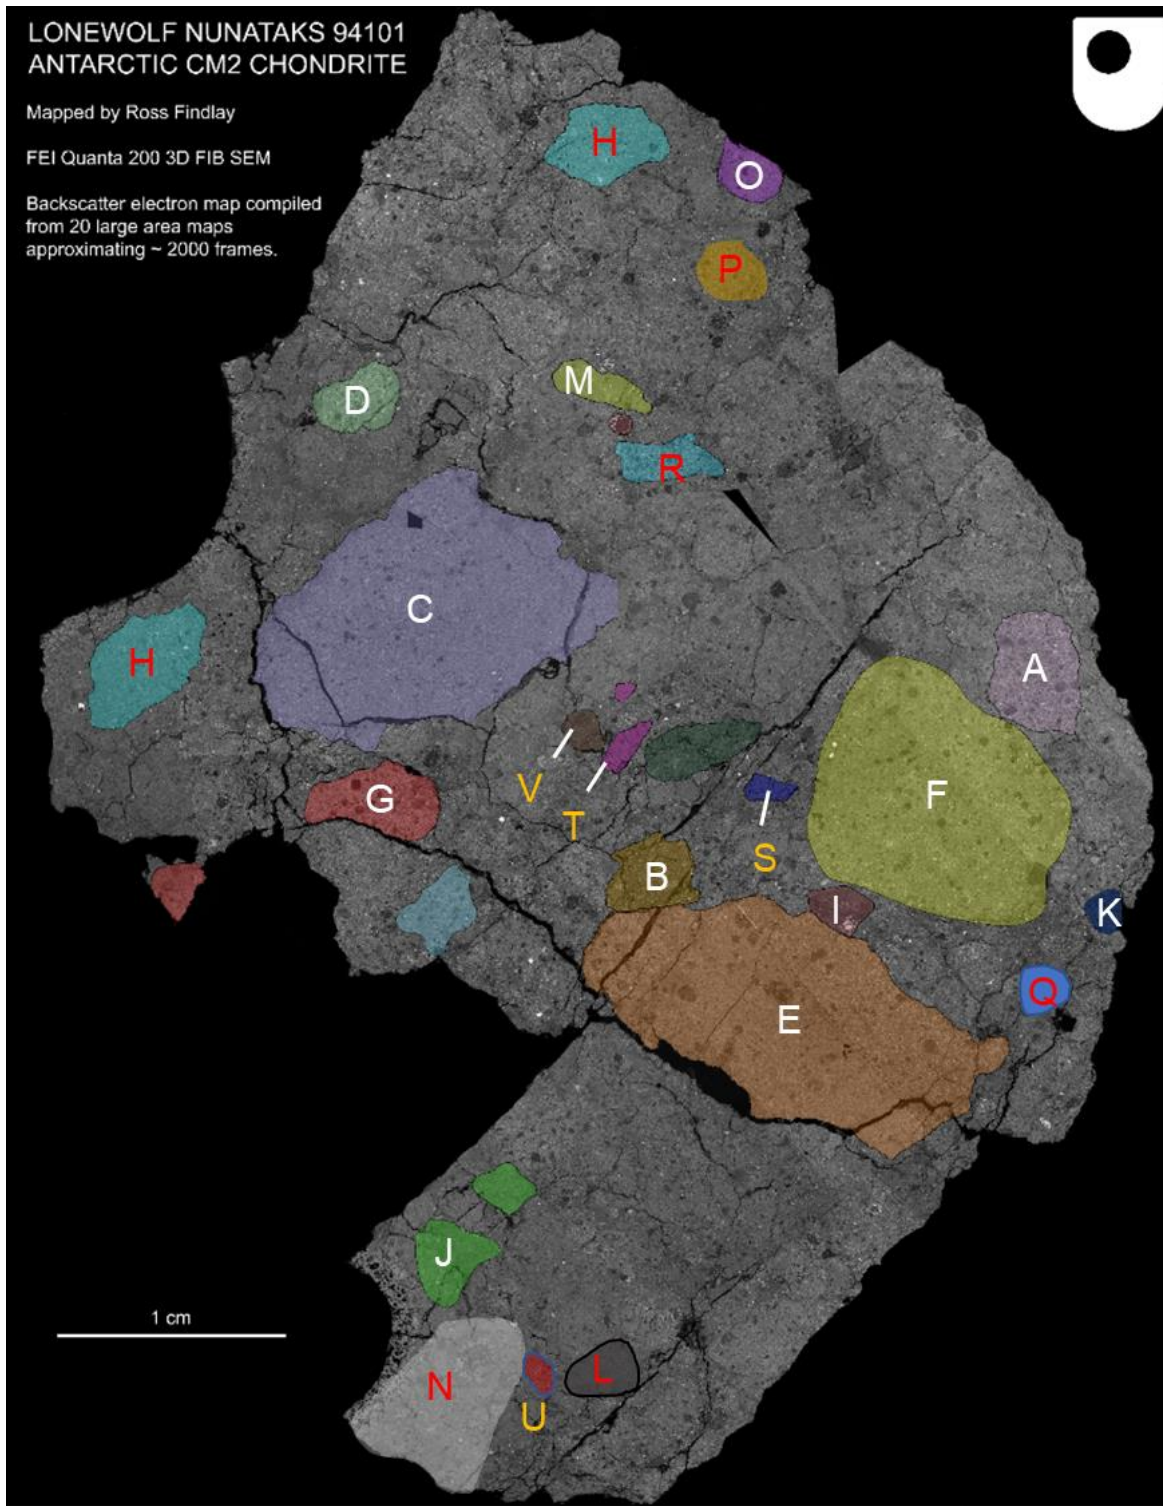 LONEWOLF NUNATAKS 94101
ANTARCTIC CM2 CHONDRITE
Mapped by Ross Findlay
FEI Quanta 200 3D FIB SEM
Backscatter electron map compiled
from 20 large area maps
approximating ~ 2000 frames.
H
O
P
M
D
R
C
H
A
V
T
S
G
F
B
I
K
Q
E
J
1 cm
N
L
U